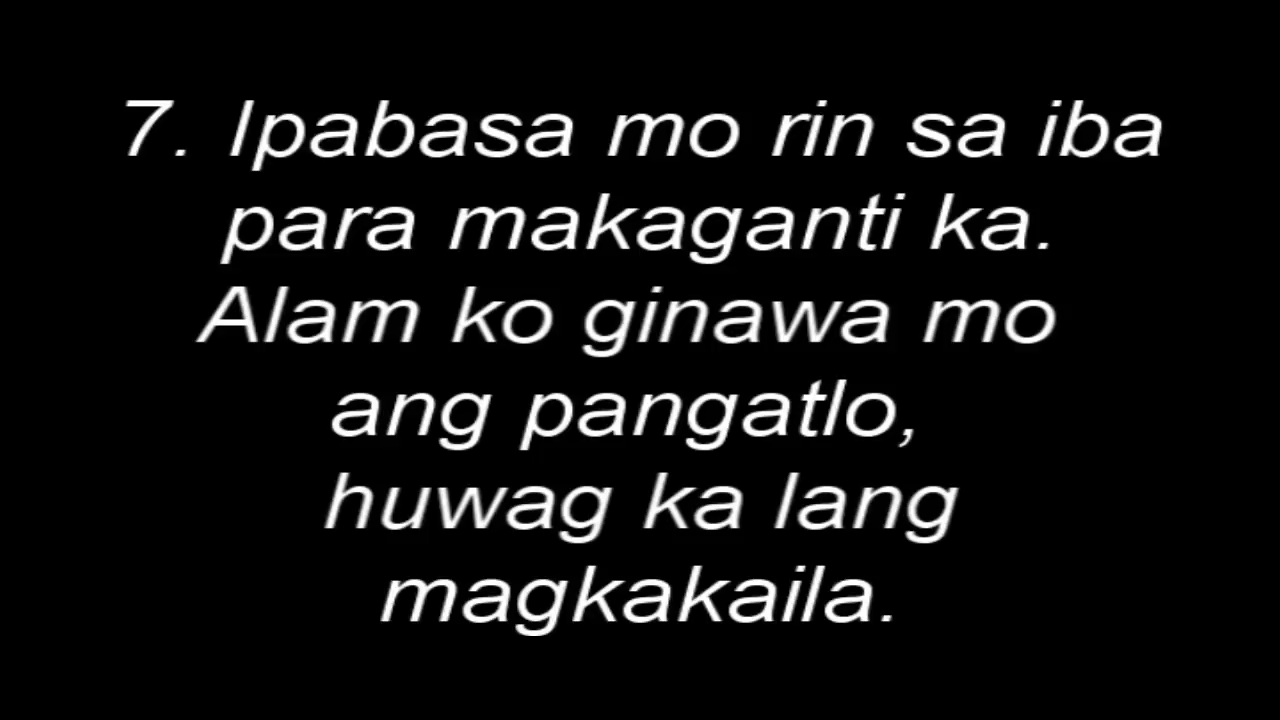 7. Ipabasa mo rin sa iba
para makaganti ka.
Alam ko ginawa mo
ang pangatlo,
huwag ka lang
magkakaila.